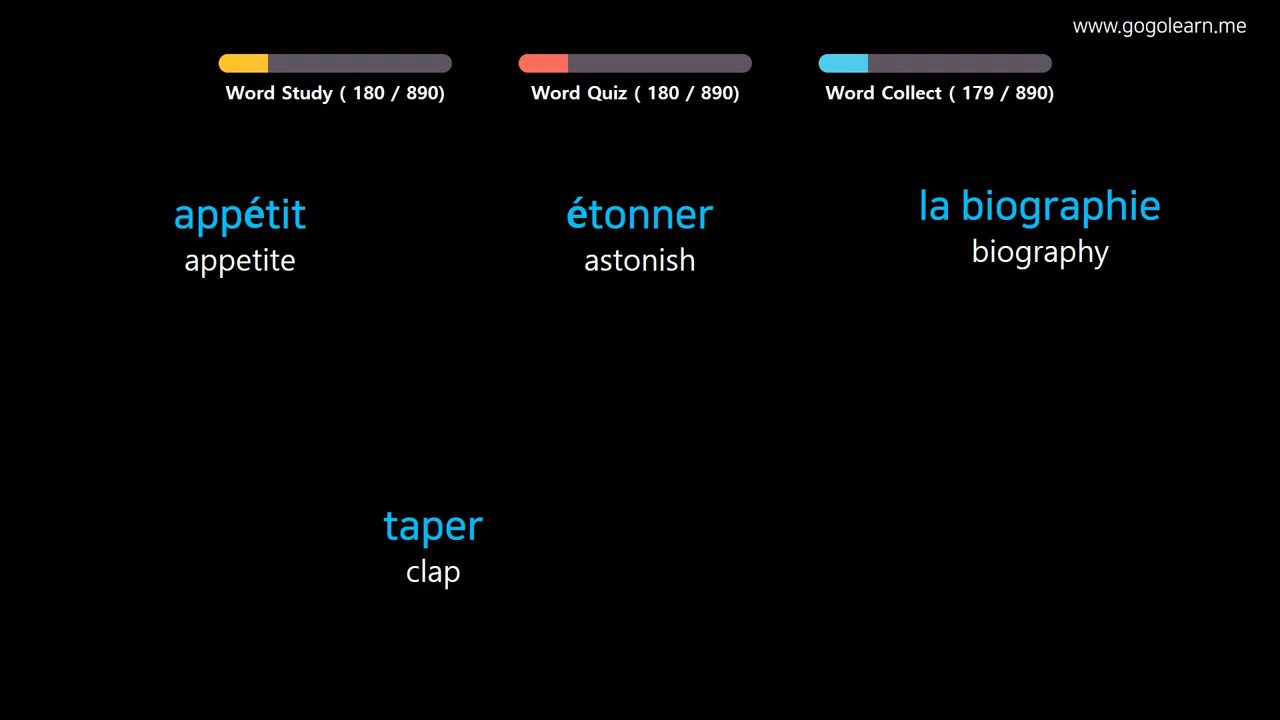 www.gogolearn.me
Word Study ( 180 / 890)
Word Quiz ( 180 / 890)
Word Collect ( 179 / 890)
appétit
appetite
étonner
astonish
la biographie
biography
taper
clap